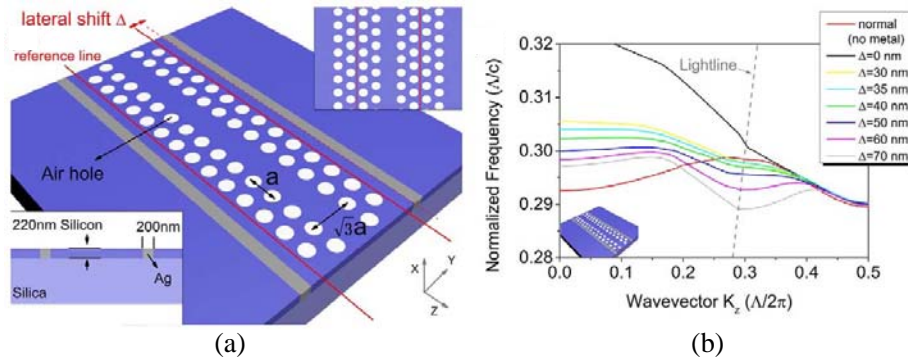 lateral shift Δ
reference line
Air hole
a
√3a
220nm Silicon
200nm
Ag
Silica
X
Y
Z
(a)
b)
Normalized Frequency (Λ/c)
0.32
0.31
0.30
0.29
0.28
Lightline
normal
(no metal)
Δ=0 nm
Δ=30 nm
Δ=35 nm
Δ=40 nm
Δ=50 nm
Δ=60 nm
Δ=70 nm
0.0 0.1 0.2 0.3 0.4 0.5
Wavevector Kz (Λ/2π)
(b)